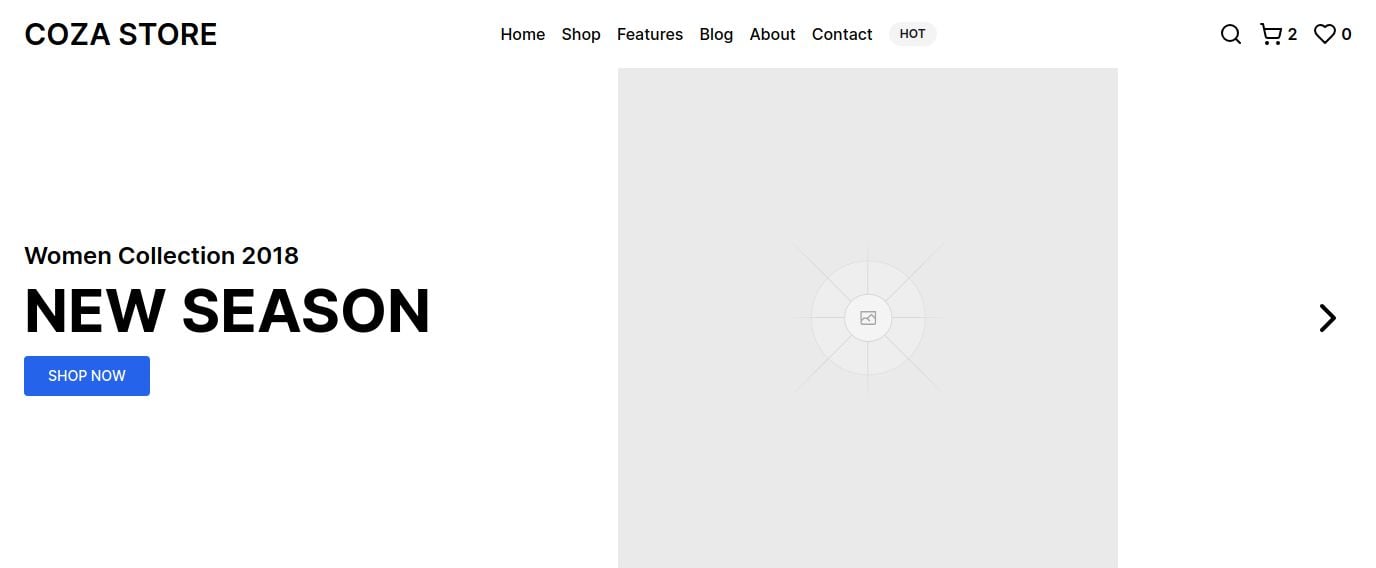 COZA STORE
Home Shop Features Blog About Contact HOT
2 0
Women Collection 2018
NEW SEASON
SHOP NOW